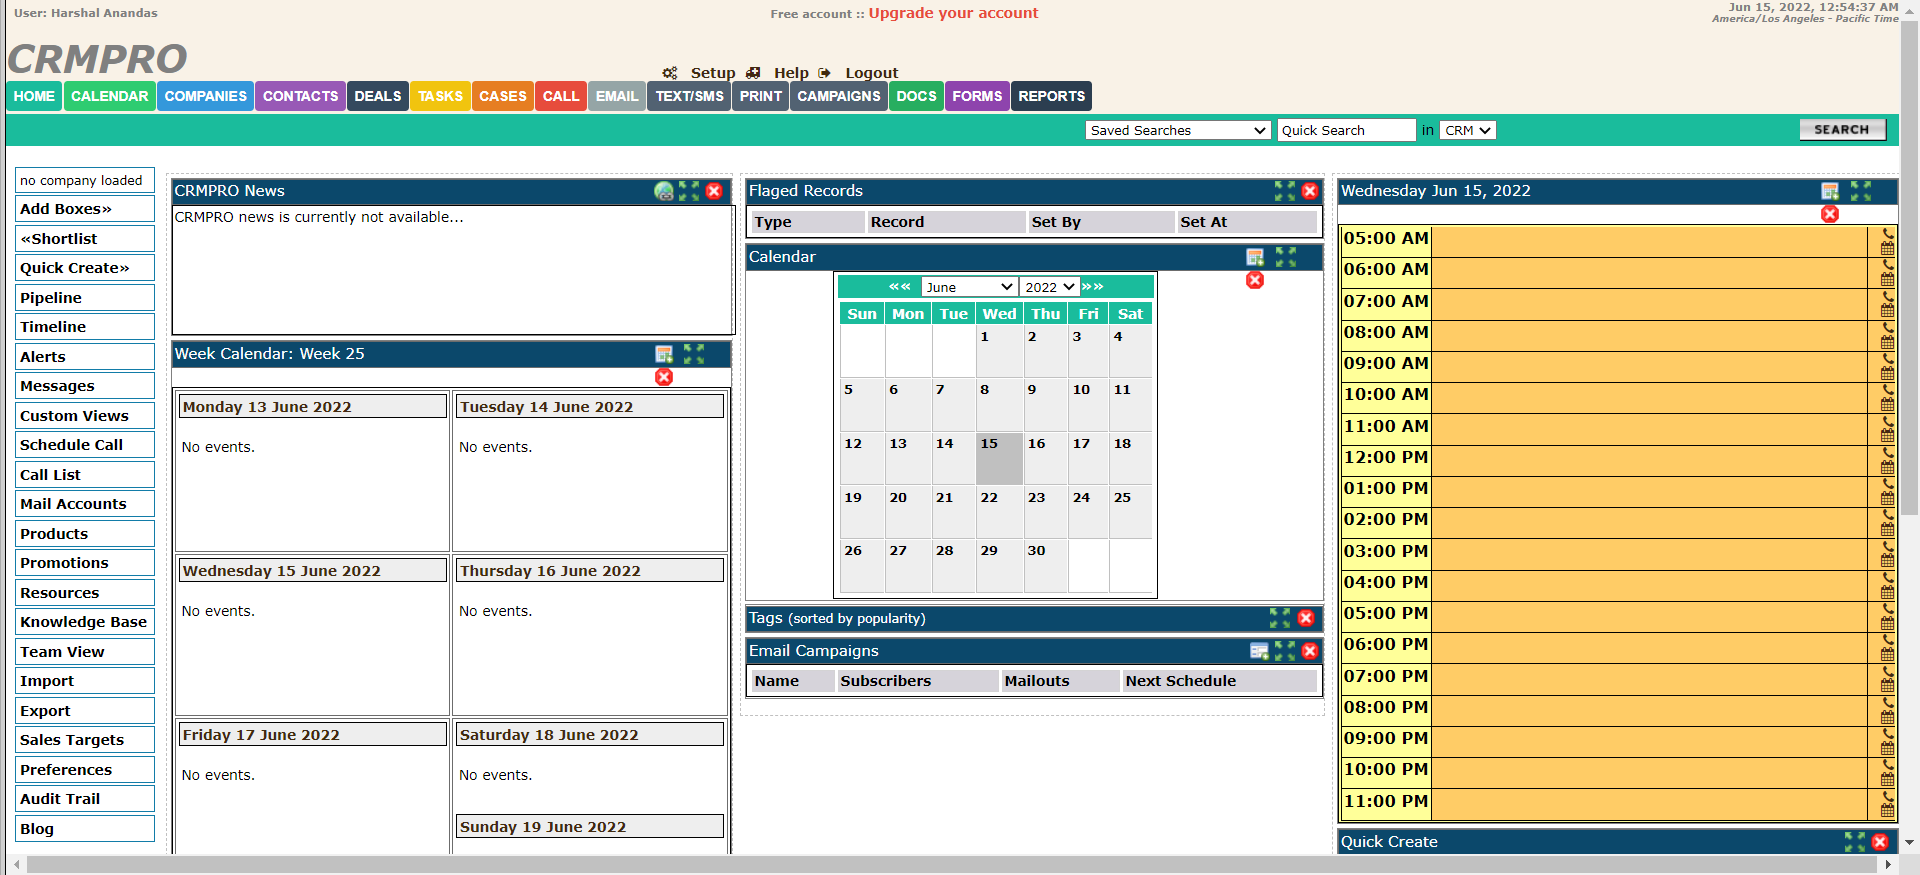 User: Harshal Anandas
Free account :: Upgrade your account
Jun 15, 2022, 12:54:37 AM
America/Los Angeles - Pacific Time
CRMPRO
Setup Help Logout
HOME CALENDAR COMPANIES CONTACTS DEALS TASKS CASES CALL EMAIL TEXT/SMS PRINT CAMPAIGNS DOCS FORMS REPORTS
Saved Searches Quick Search in CRM SEARCH
no company loaded
Add Boxes»
«Shortlist
Quick Create»
Pipeline
Timeline
Alerts
Messages
Custom Views
Schedule Call
Call List
Mail Accounts
Products
Promotions
Resources
Knowledge Base
Team View
Import
Export
Sales Targets
Preferences
Audit Trail
Blog
CRMPRO News
CRMPRO news is currently not available...
Week Calendar: Week 25
Monday 13 June 2022 Tuesday 14 June 2022
No events. No events.
Wednesday 15 June 2022 Thursday 16 June 2022
No events. No events.
Friday 17 June 2022 Saturday 18 June 2022
No events. No events.
Sunday 19 June 2022
Flaged Records
Type Record Set By Set At
Calendar
«« June 2022 »»
Sun Mon Tue Wed Thu Fri Sat
1 2 3 4
5 6 7 8 9 10 11
12 13 14 15 16 17 18
19 20 21 22 23 24 25
26 27 28 29 30
Tags (sorted by popularity)
Email Campaigns
Name Subscribers Mailouts Next Schedule
Wednesday Jun 15, 2022
05:00 AM
06:00 AM
07:00 AM
08:00 AM
09:00 AM
10:00 AM
11:00 AM
12:00 PM
01:00 PM
02:00 PM
03:00 PM
04:00 PM
05:00 PM
06:00 PM
07:00 PM
08:00 PM
09:00 PM
10:00 PM
11:00 PM
Quick Create